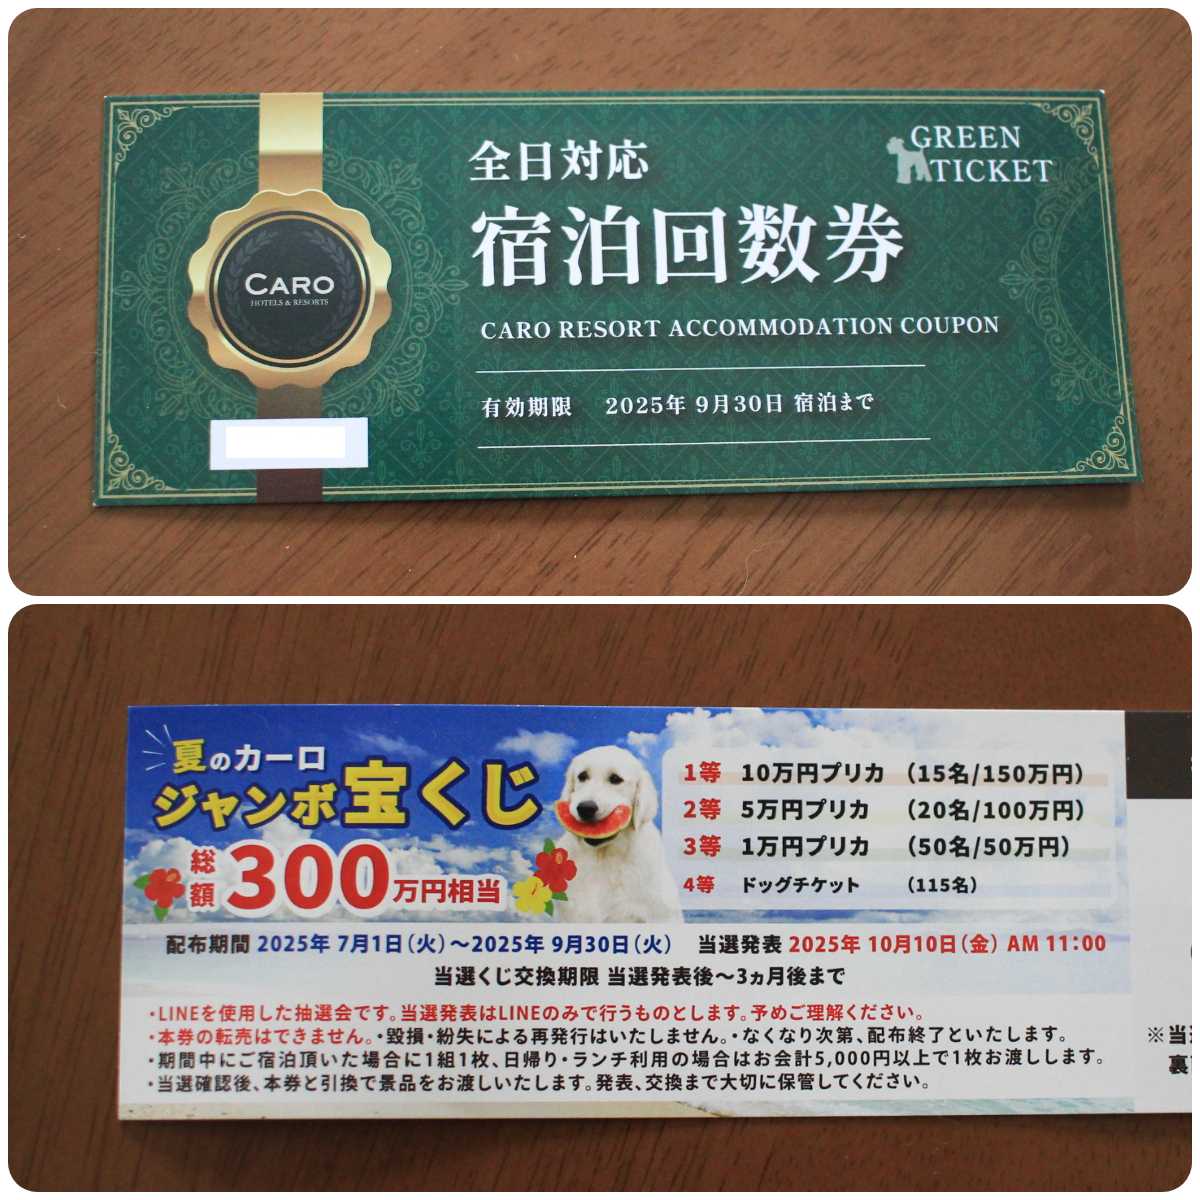 全日対応
GREEN
TICKET
宿泊回数券
CARO
HOTELS & RESORTS
CARO RESORT ACCOMMODATION COUPON
有効期限 2025年 9月30日 宿泊まで
夏のカーロ
ジャンボ宝くじ
総額300万円相当
1等 10万円プリカ (15名/150万円)
2等 5万円プリカ (20名/100万円)
3等 1万円プリカ (50名/50万円)
4等 ドッグチケット (115名)
配布期間 2025年 7月1日(火)~2025年 9月30日(火) 当選発表 2025年 10月10日(金) AM 11:00
当選くじ交換期限 当選発表後~3ヵ月後まで
・LINEを使用した抽選会です。当選発表はLINEのみで行うものとします。予めご理解ください。
・本券の転売はできません。・毀損・紛失による再発行はいたしません。・なくなり次第、配布終了といたします。
・期間中にご宿泊頂いた場合に1組1枚、日帰り・ランチ利用の場合はお会計5,000円以上で1枚お渡しします。
・当選確認後、本券と引換で景品をお渡しいたします。発表、交換まで大切に保管してください。
※当
裏